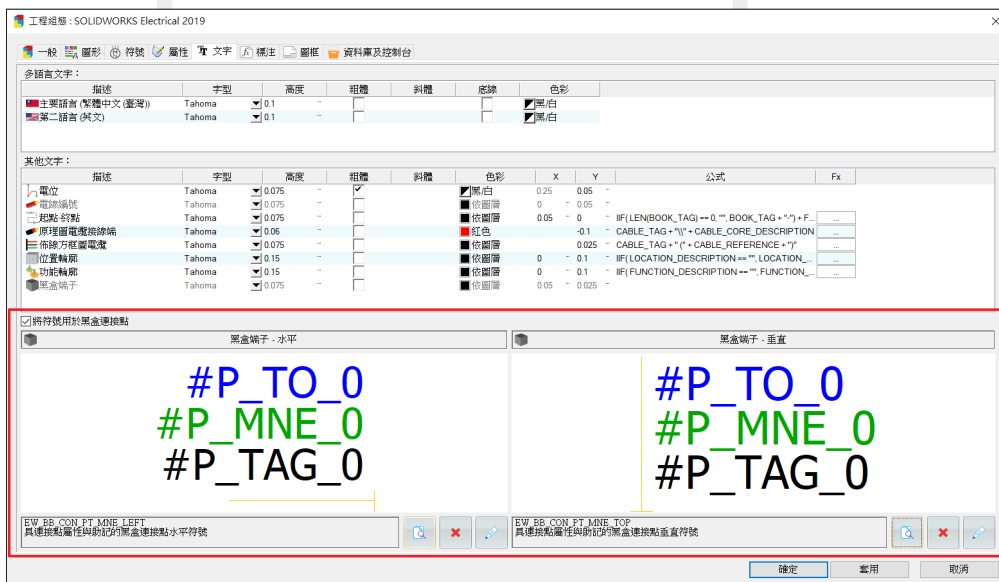 工程組態 : SOLIDWORKS Electrical 2019
一般 圖形 符號 屬性 文字 標注 圖框 資料庫及控制台
多語言文字：
描述 字型 高度 粗體 斜體 底線 色彩
主要語言 (繁體中文 (臺灣)) Tahoma 0.1 黑/白
第二語言 (英文) Tahoma 0.1 黑/白
其他文字：
描述 字型 高度 粗體 斜體 色彩 X Y 公式 Fx
電位 Tahoma 0.075 黑/白 0.25 0.05
電線編號 Tahoma 0.075 依圖層 0 0.05
起點-終點 Tahoma 0.075 依圖層 0.05 0 IIF( LEN(BOOK_TAG) == 0, "", BOOK_TAG + "-") + F... ...
原理圖電纜接線端 Tahoma 0.06 紅色 -0.1 CABLE_TAG + "\\" + CABLE_CORE_DESCRIPTION ...
佈線方框圖電纜 Tahoma 0.075 依圖層 0.025 CABLE_TAG + " (" + CABLE_REFERENCE + ")" ...
位置輪廓 Tahoma 0.15 依圖層 0 0.1 IIF( LOCATION_DESCRIPTION == "", LOCATION_... ...
功能輪廓 Tahoma 0.15 依圖層 0 0.1 IIF( FUNCTION_DESCRIPTION == "", FUNCTION_... ...
黑盒端子 Tahoma 0.075 依圖層 0.05 0.025
將符號用於黑盒連接點
黑盒端子 - 水平
#P_TO_0
#P_MNE_0
#P_TAG_0
EW_BB_CON_PT_MNE_LEFT
具連接點屬性與助記的黑盒連接點水平符號
黑盒端子 - 垂直
#P_TO_0
#P_MNE_0
#P_TAG_0
EW_BB_CON_PT_MNE_TOP
具連接點屬性與助記的黑盒連接點垂直符號
確定 套用 取消